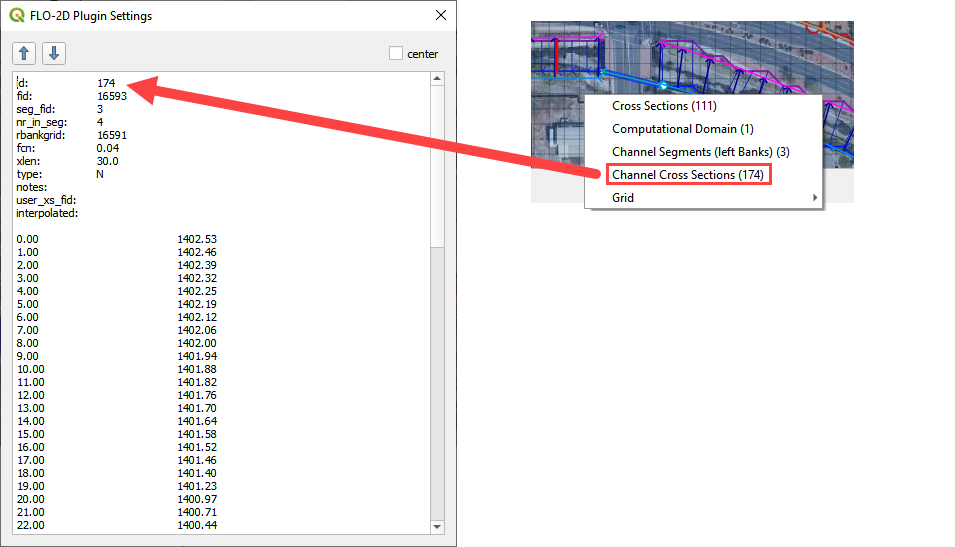 FLO-2D Plugin Settings
center
id: 174
fid: 16593
seg_fid: 3
nr_in_seg: 4
rbankgrid: 16591
fcn: 0.04
xlen: 30.0
type: N
notes:
user_xs_fid:
interpolated:
0.00 1402.53
1.00 1402.46
2.00 1402.39
3.00 1402.32
4.00 1402.25
5.00 1402.19
6.00 1402.12
7.00 1402.06
8.00 1402.00
9.00 1401.94
10.00 1401.88
11.00 1401.82
12.00 1401.76
13.00 1401.70
14.00 1401.64
15.00 1401.58
16.00 1401.52
17.00 1401.46
18.00 1401.40
19.00 1401.23
20.00 1400.97
21.00 1400.71
22.00 1400.44
Cross Sections (111)
Computational Domain (1)
Channel Segments (left Banks) (3)
Channel Cross Sections (174)
Grid